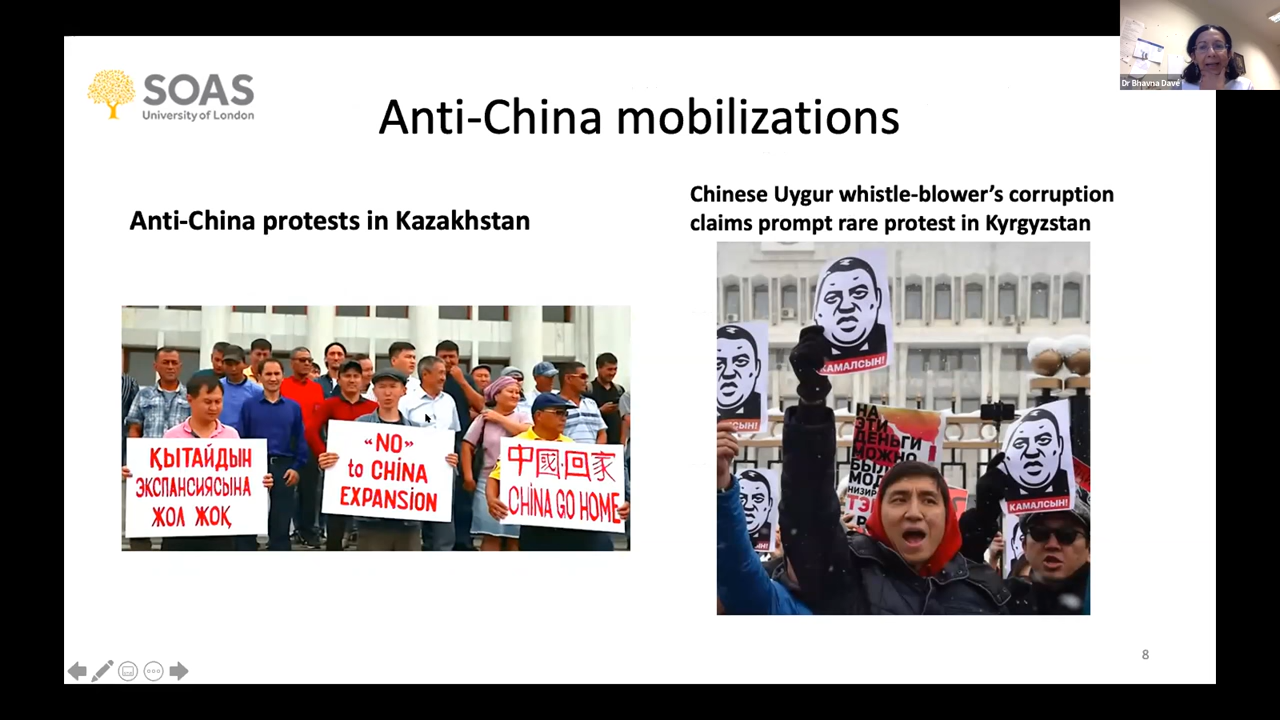 Dr Bhavna Davé
SOAS
University of London
Anti-China mobilizations
Anti-China protests in Kazakhstan
Chinese Uygur whistle-blower’s corruption
claims prompt rare protest in Kyrgyzstan
ҚЫТАЙДЫН
ЭКСПАНСИЯСЫНА
ЖОЛ ЖОҚ
“NO”
to CHINA
EXPANSION
中國回家
CHINA GO HOME
КАМАЛСЫН!
НА
ЭТИ
ДЕНЬГИ
МОЖНО
КАМАЛСЫН!
8